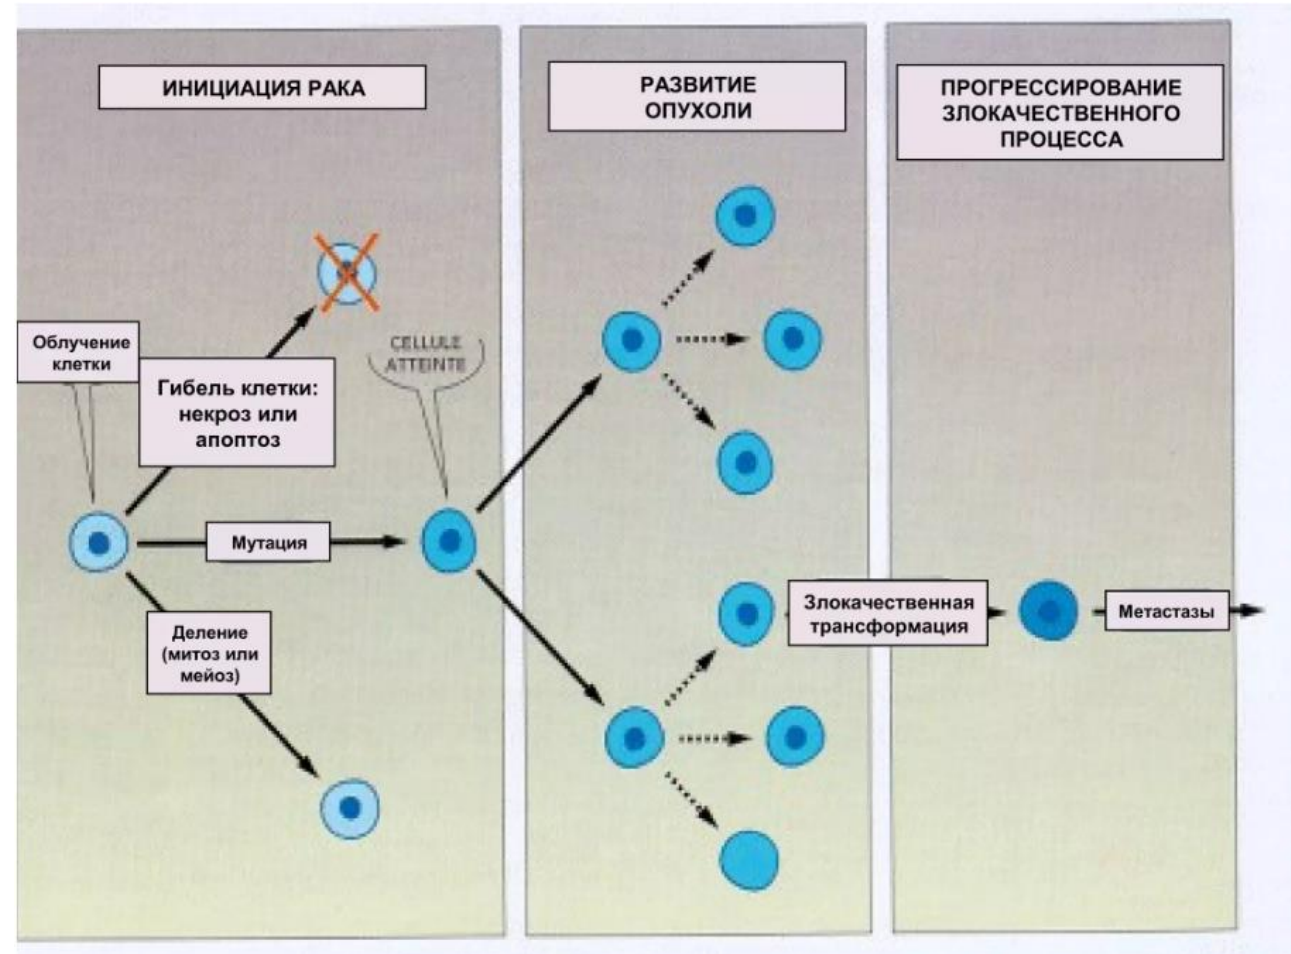 ИНИЦИАЦИЯ РАКА
РАЗВИТИЕ
ОПУХОЛИ
ПРОГРЕССИРОВАНИЕ
ЗЛОКАЧЕСТВЕННОГО
ПРОЦЕССА
Облучение
клетки
Гибель клетки:
некроз или
апоптоз
CELLULE
ATTEINTE
Мутация
Деление
(митоз или
мейоз)
Злокачественная
трансформация
Метастазы